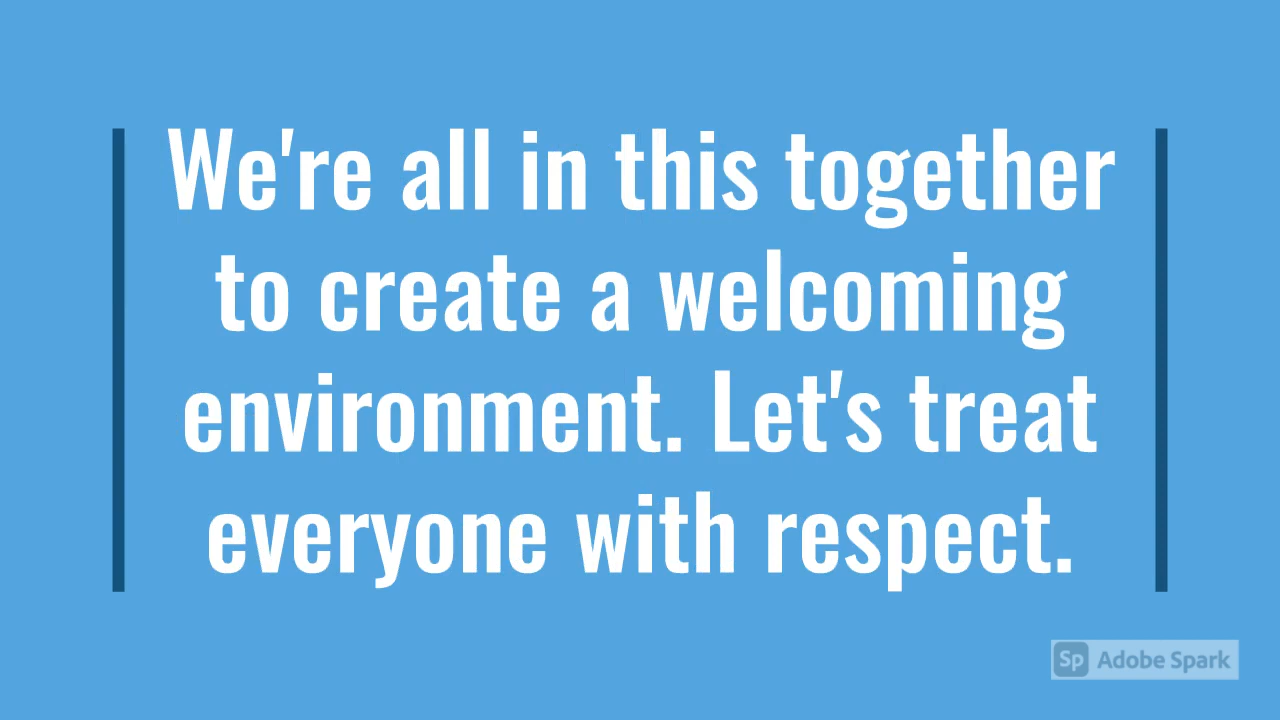 We're all in this together
to create a welcoming
environment. Let's treat
everyone with respect.
Sp Adobe Spark